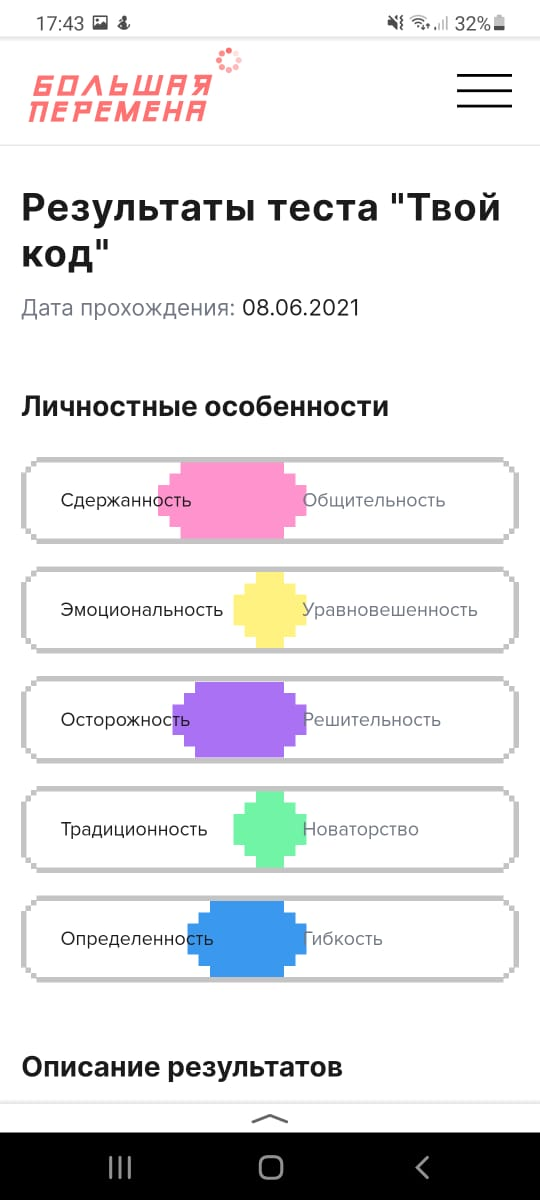 17:43 32%
БОЛЬШАЯ
ПЕРЕМЕНА
Результаты теста "Твой
код"
Дата прохождения: 08.06.2021
Личностные особенности
Сдержанность Общительность
Эмоциональность Уравновешенность
Осторожность Решительность
Традиционность Новаторство
Определенность Гибкость
Описание результатов